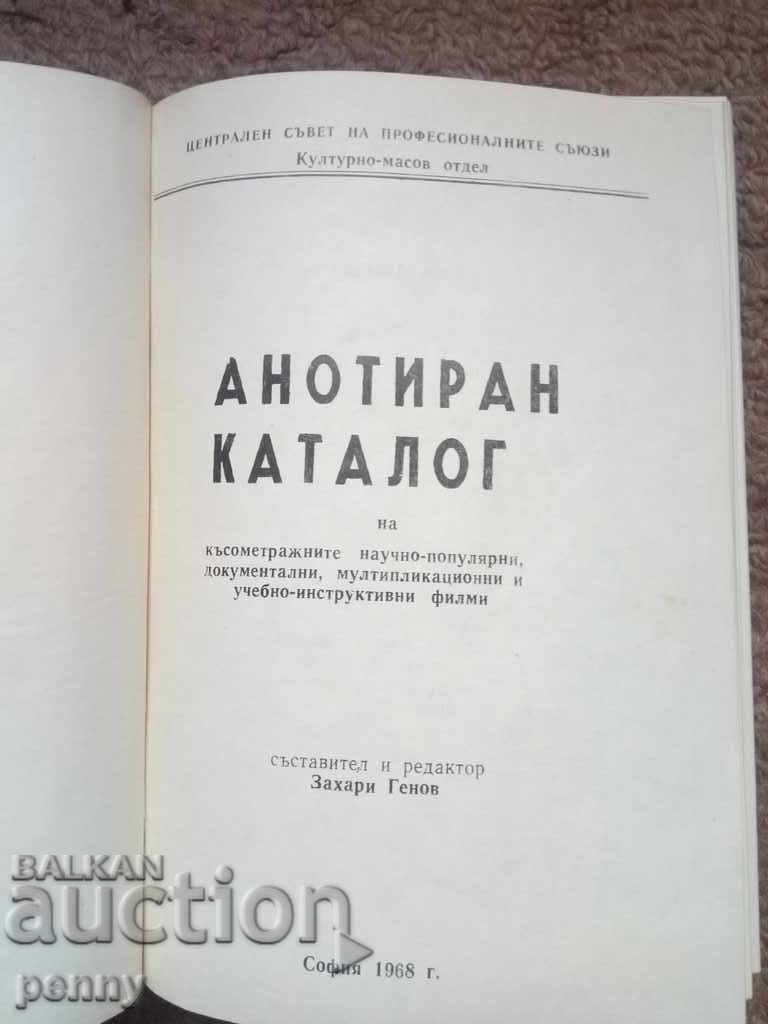 ЦЕНТРАЛЕН СЪВЕТ НА ПРОФЕСИОНАЛНИТЕ СЪЮЗИ
Културно-масов отдел
АНОТИРАН
КАТАЛОГ
на
късометражните научно-популярни,
документални, мултипликационни и
учебно-инструктивни филми
съставител и редактор
Захари Генов
София 1968 г.
BALKAN
auction
penny